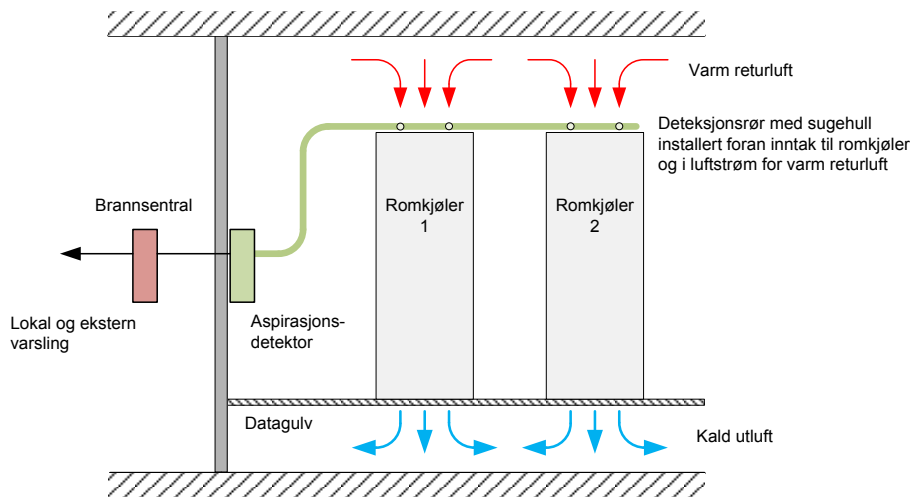 Varm returluft
Deteksjonsrør med sugehull
installert foran inntak til romkjøler
og i luftstrøm for varm returluft
Brannsentral
Romkjøler
1
Romkjøler
2
Lokal og ekstern
varsling
Aspirasjons-
detektor
Datagulv
Kald utluft